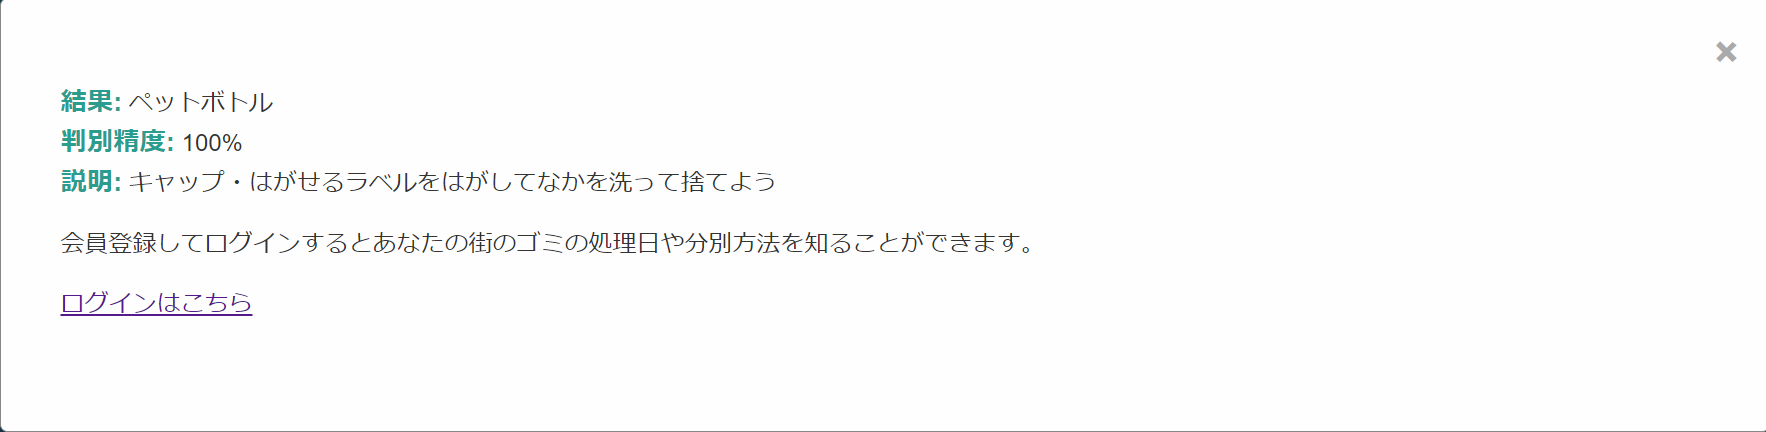 結果: ペットボトル
判別精度: 100%
説明: キャップ・はがせるラベルをはがしてなかを洗って捨てよう
会員登録してログインするとあなたの街のゴミの処理日や分別方法を知ることができます。
ログインはこちら